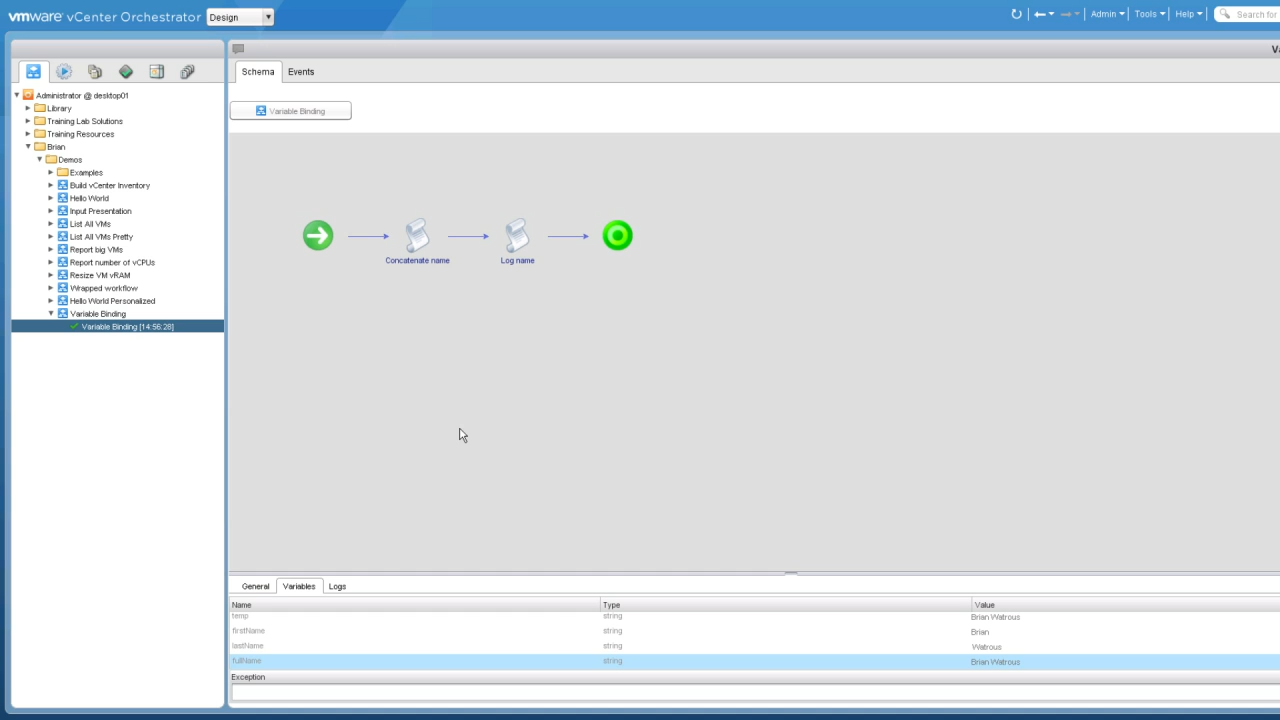 vmware vCenter Orchestrator Design Admin Tools Help Search for
Schema Events
Variable Binding
Administrator @ desktop01
Library
Training Lab Solutions
Training Resources
Brian
Demos
Examples
Build vCenter Inventory
Hello World
Input Presentation
List All VMs
List All VMs Pretty
Report big VMs
Report number of vCPUs
Resize VM vRAM
Wrapped workflow
Hello World Personalized
Variable Binding
Variable Binding [14:56:28]
Concatenate name Log name
General Variables Logs
Name Type Value
temp string Brian Watrous
firstName string Brian
lastName string Watrous
fullName string Brian Watrous
Exception